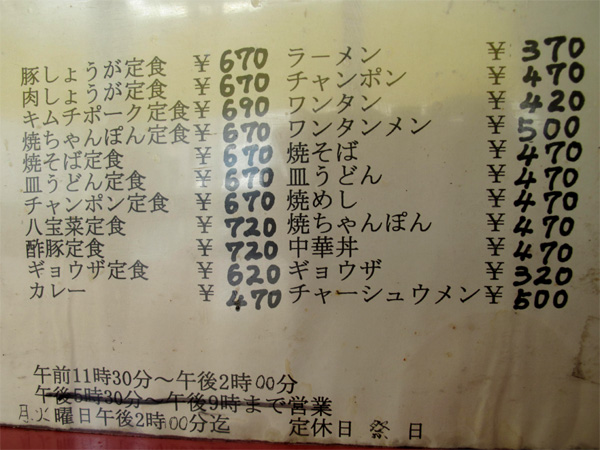 豚しょうが定食 ¥ 670
肉しょうが定食 ¥ 670
キムチポーク定食 ¥ 690
焼ちゃんぽん定食 ¥ 670
焼そば定食 ¥ 670
皿うどん定食 ¥ 670
チャンポン定食 ¥ 670
八宝菜定食 ¥ 720
酢豚定食 ¥ 720
ギョウザ定食 ¥ 620
カレー ¥ 470
ラーメン ¥ 370
チャンポン ¥ 470
ワンタン ¥ 420
ワンタンメン ¥ 500
焼そば ¥ 470
皿うどん ¥ 470
焼めし ¥ 470
焼ちゃんぽん ¥ 470
中華丼 ¥ 470
ギョウザ ¥ 320
チャーシュウメン ¥ 500
午前11時30分～午後2時00分
午後5時30分～午後9時まで営業
月火曜日午後2時00分迄 定休日 祭 日